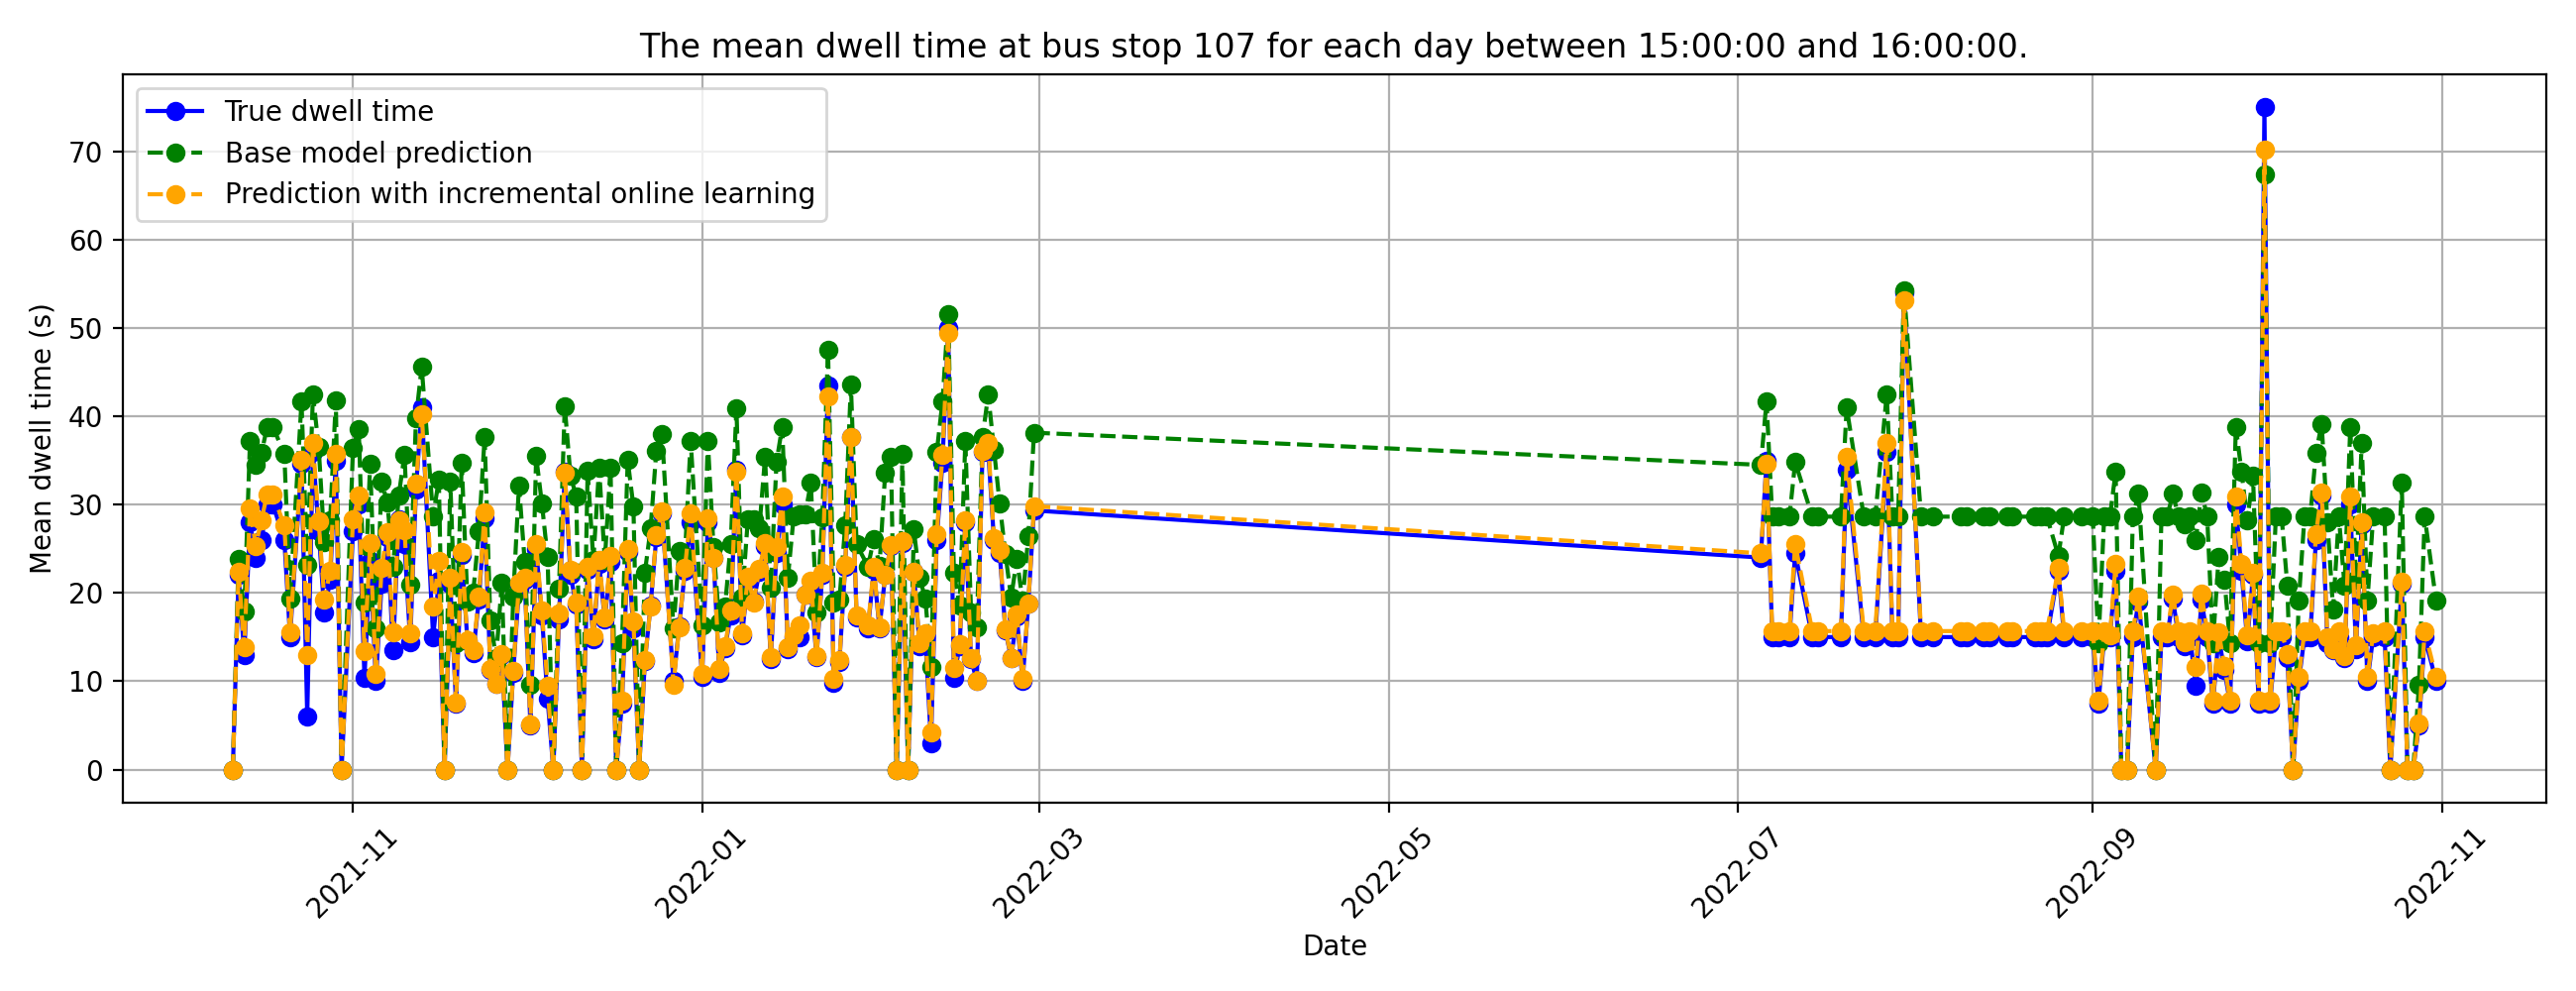 The mean dwell time at bus stop 107 for each day between 15:00:00 and 16:00:00.
True dwell time
Base model prediction
Prediction with incremental online learning
Mean dwell time (s)
70
60
50
40
30
20
10
0
2021-11
2022-01
2022-03
2022-05
2022-07
2022-09
2022-11
Date